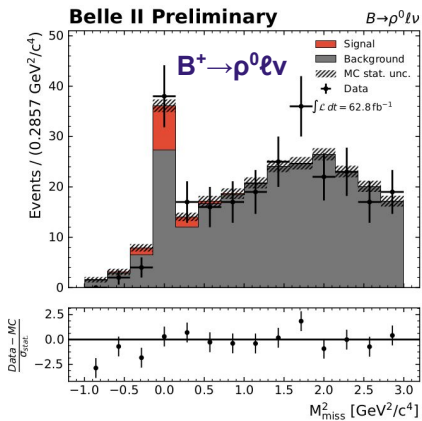 Belle II Preliminary
B→ρ⁰ℓν
B⁺→ρ⁰ℓν
Signal
Background
MC stat. unc.
Data
∫ℒ dt = 62.8 fb⁻¹
Events / (0.2857 GeV²/c⁴)
50
40
30
20
10
0
Data − MC / σstat.
2.5
0.0
−2.5
−1.0 −0.5 0.0 0.5 1.0 1.5 2.0 2.5 3.0
M²miss [GeV²/c⁴]